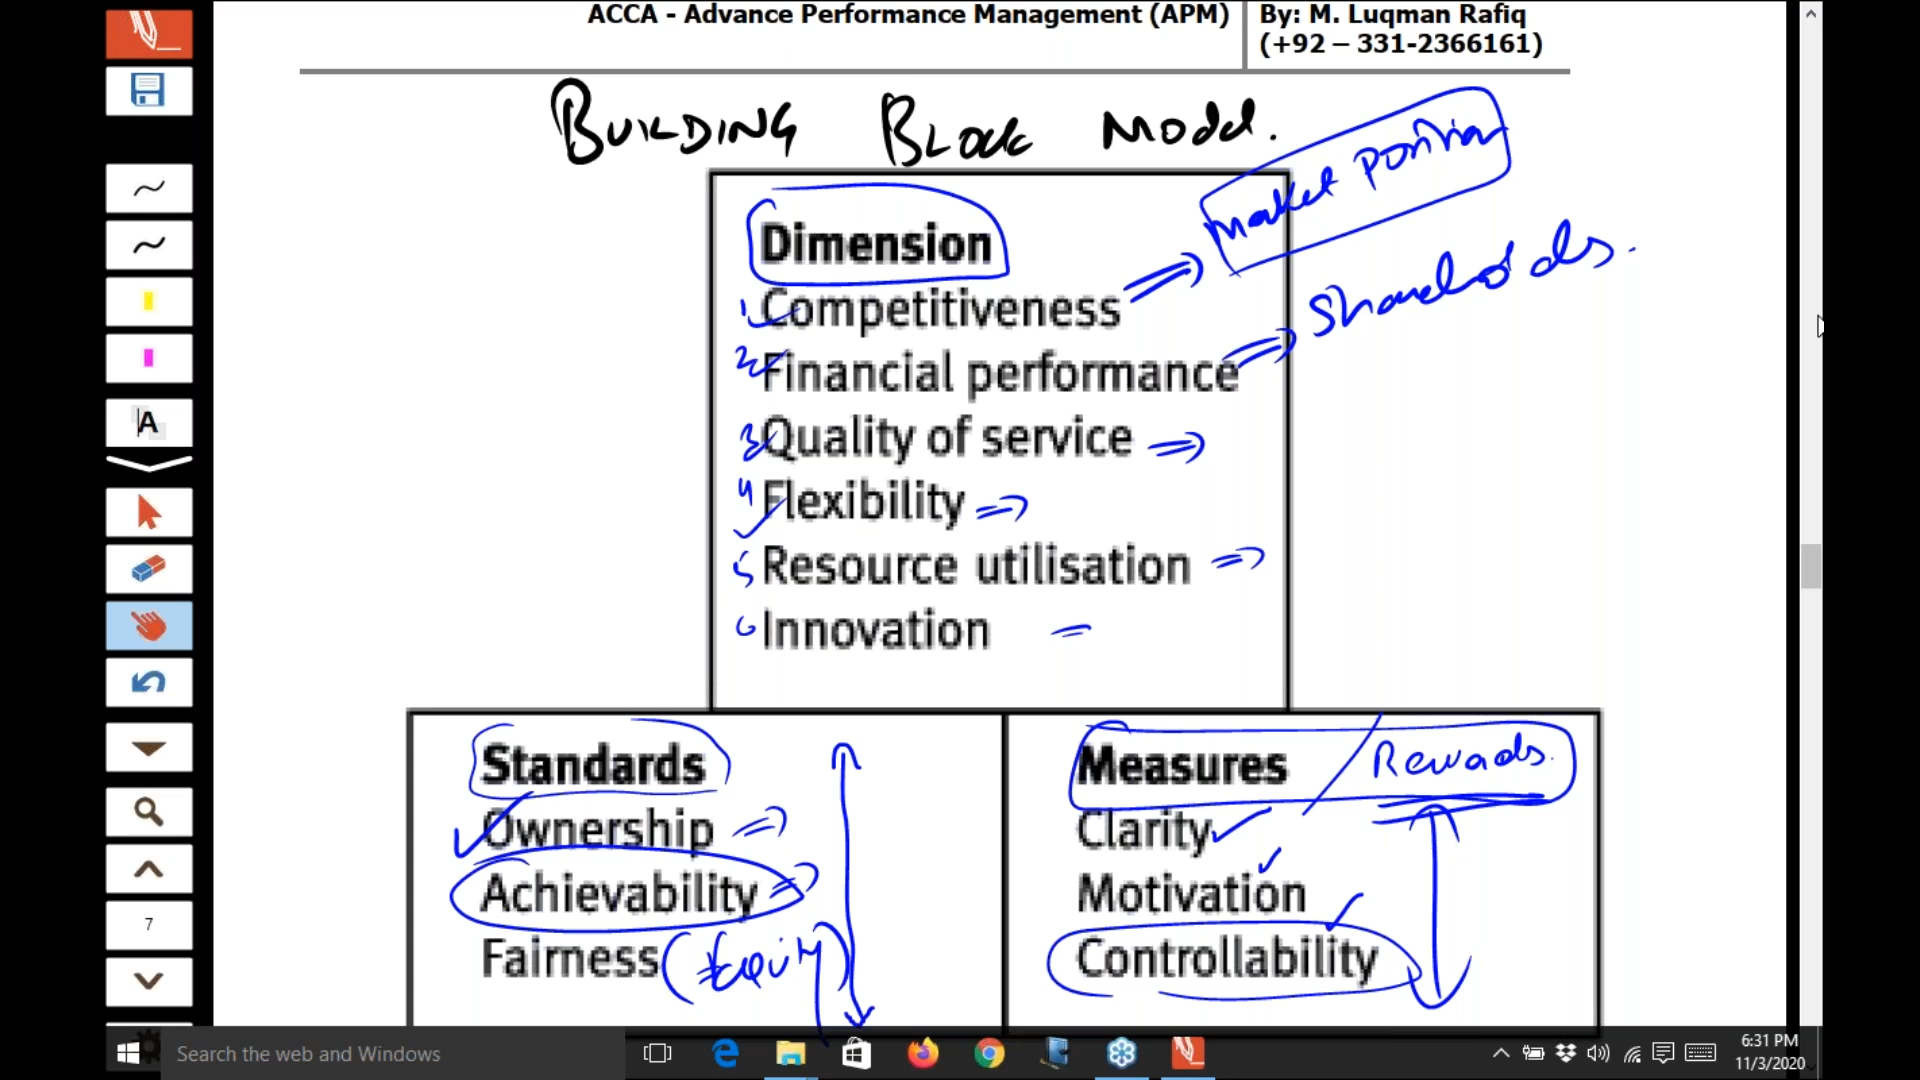 ACCA - Advance Performance Management (APM)
By: M. Luqman Rafiq
(+92 – 331-2366161)
BUILDING BLOCK MODEL.
Dimension
market position
1 Competitiveness
Shareholders.
2 Financial performance
3 Quality of service
4 Flexibility
5 Resource utilisation
6 Innovation
Standards
Ownership
Achievability
Fairness (Equity)
Measures / Rewards.
Clarity
Motivation
Controllability
A
7
Search the web and Windows
6:31 PM
11/3/2020